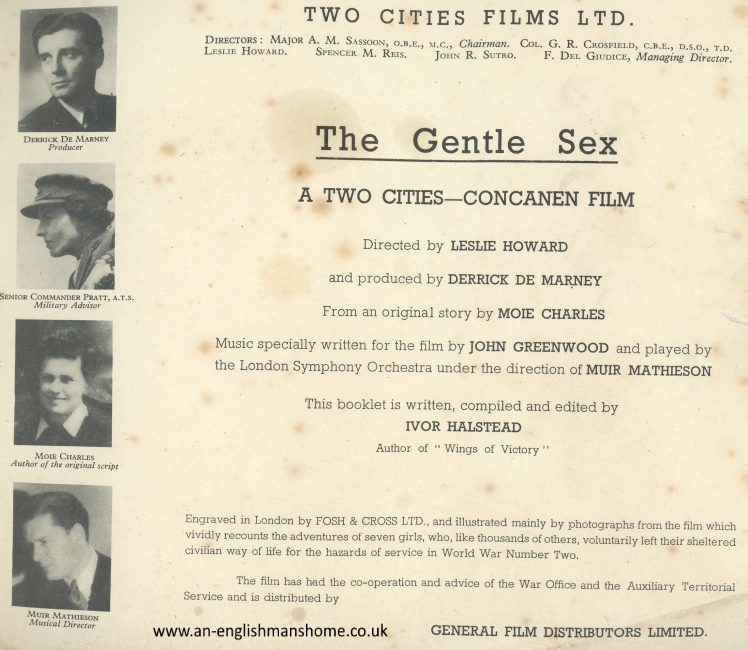 TWO CITIES FILMS LTD.
DIRECTORS: MAJOR A. M. SASSOON, O.B.E., M.C., Chairman. COL. G. R. CROSFIELD, C.B.E., D.S.O., T.D.
LESLIE HOWARD. SPENCER M. REIS. JOHN R. SUTRO. F. DEL GIUDICE, Managing Director.
DERRICK DE MARNEY
Producer
The Gentle Sex
A TWO CITIES—CONCANEN FILM
Directed by LESLIE HOWARD
and produced by DERRICK DE MARNEY
SENIOR COMMANDER PRATT, A.T.S.
Military Advisor
From an original story by MOIE CHARLES
Music specially written for the film by JOHN GREENWOOD and played by
the London Symphony Orchestra under the direction of MUIR MATHIESON
This booklet is written, compiled and edited by
IVOR HALSTEAD
Author of "Wings of Victory"
MOIE CHARLES
Author of the original script
Engraved in London by FOSH & CROSS LTD., and illustrated mainly by photographs from the film which
vividly recounts the adventures of seven girls, who, like thousands of others, voluntarily left their sheltered
civilian way of life for the hazards of service in World War Number Two.
The film has had the co-operation and advice of the War Office and the Auxiliary Territorial
Service and is distributed by
MUIR MATHIESON
Musical Director
www.an-englishmanshome.co.uk
GENERAL FILM DISTRIBUTORS LIMITED.